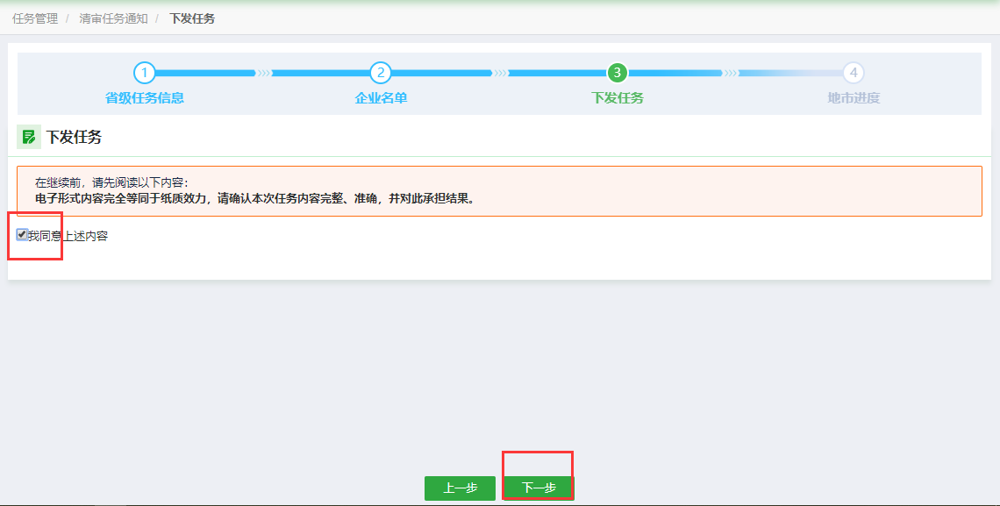 任务管理 / 清审任务通知 / 下发任务
1 2 3 4
省级任务信息 企业名单 下发任务 地市进度
下发任务
在继续前，请先阅读以下内容：
电子形式内容完全等同于纸质效力，请确认本次任务内容完整、准确，并对此承担结果。
我同意上述内容
上一步 下一步